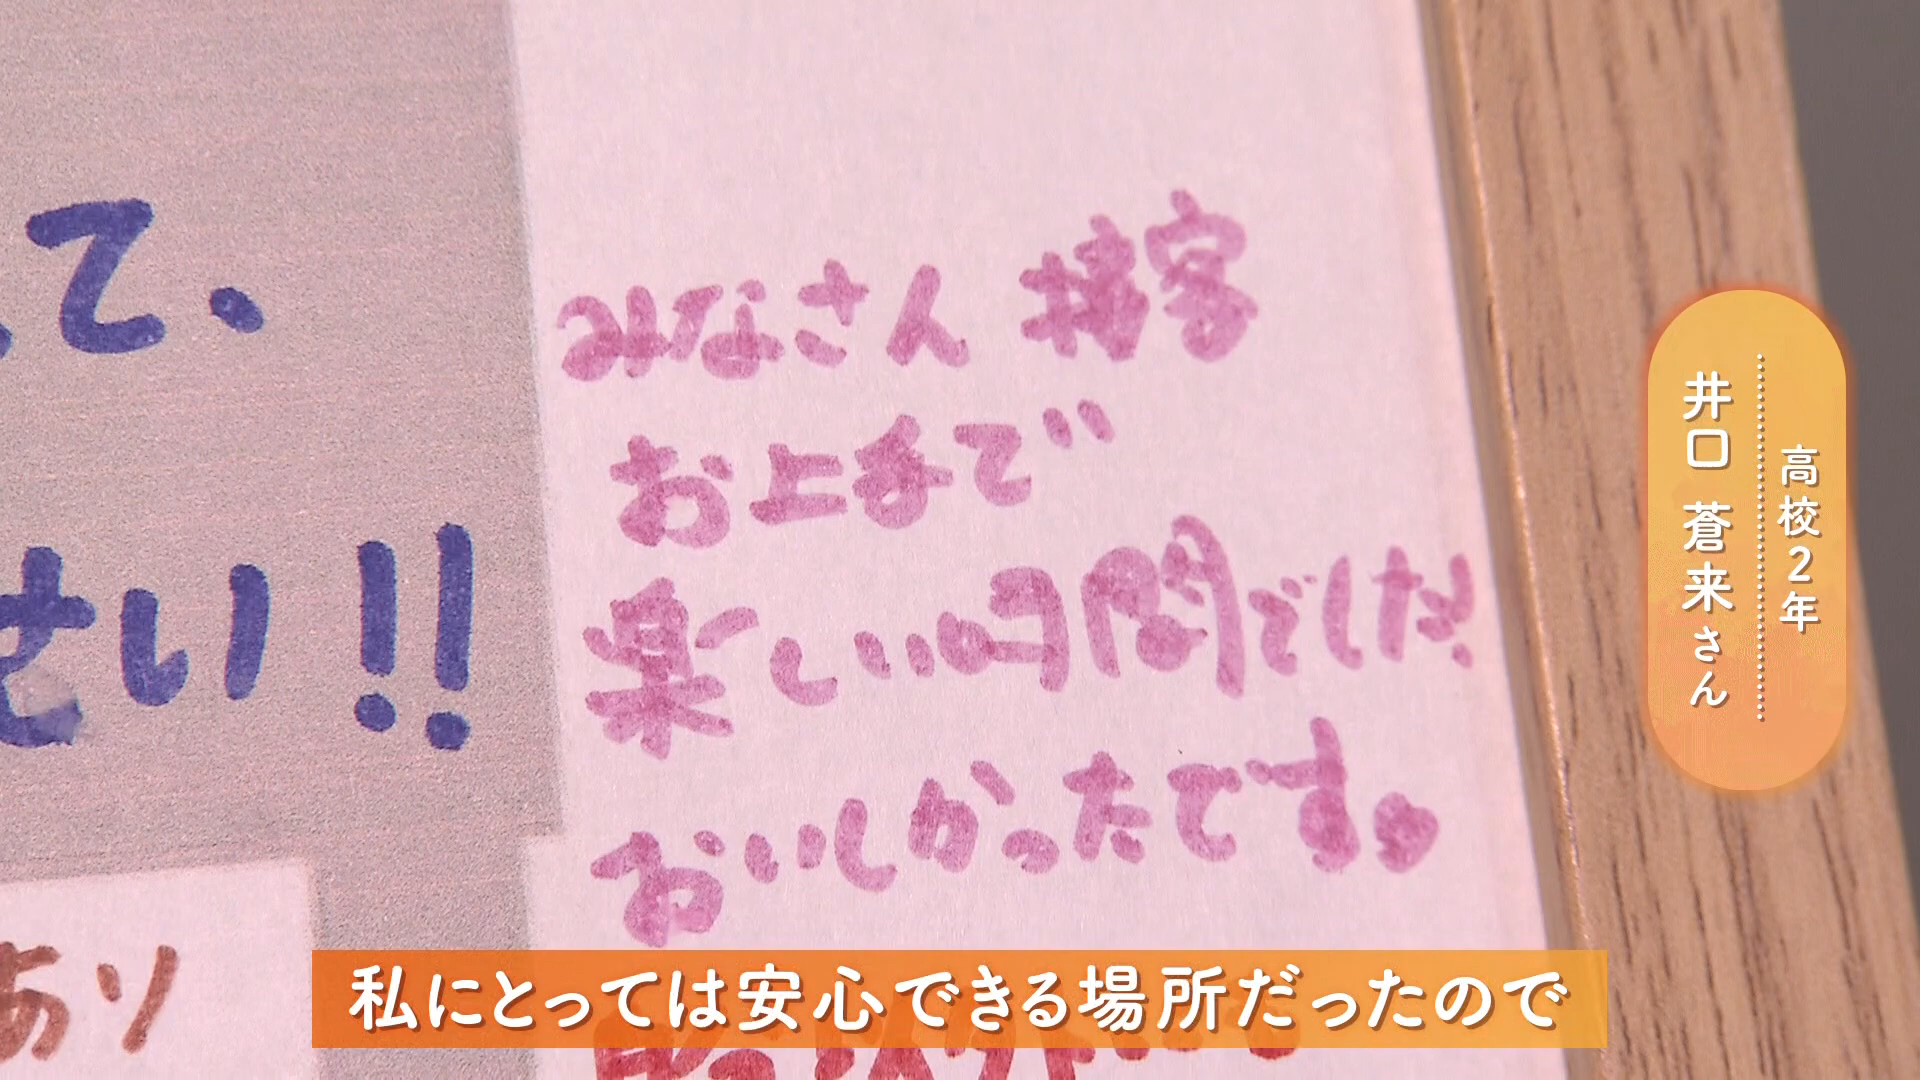 て、
さい!!
みなさん 接客
お上手で
楽しい時間でした!
おいしかったです。
あり
高校2年
井口 蒼来さん
私にとっては安心できる場所だったので